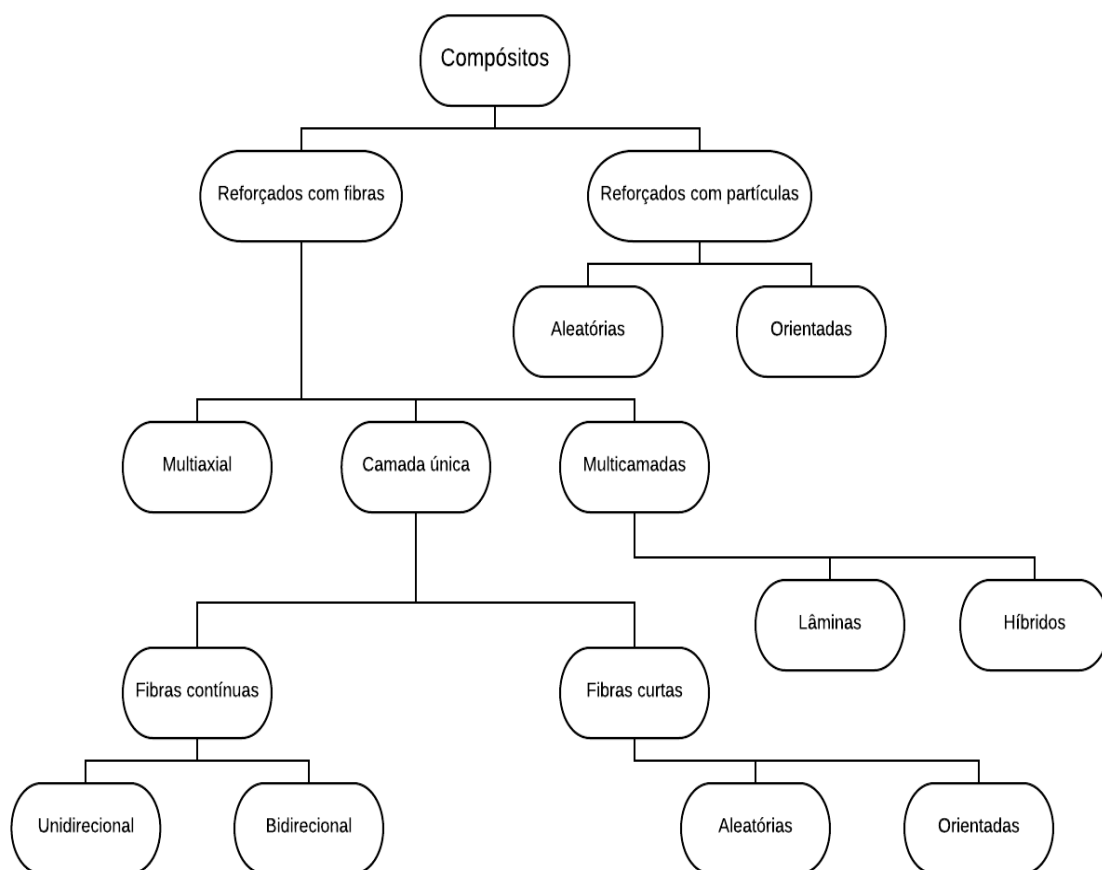 Compósitos
Reforçados com fibras
Reforçados com partículas
Aleatórias
Orientadas
Multiaxial
Camada única
Multicamadas
Lâminas
Híbridos
Fibras contínuas
Fibras curtas
Unidirecional
Bidirecional
Aleatórias
Orientadas